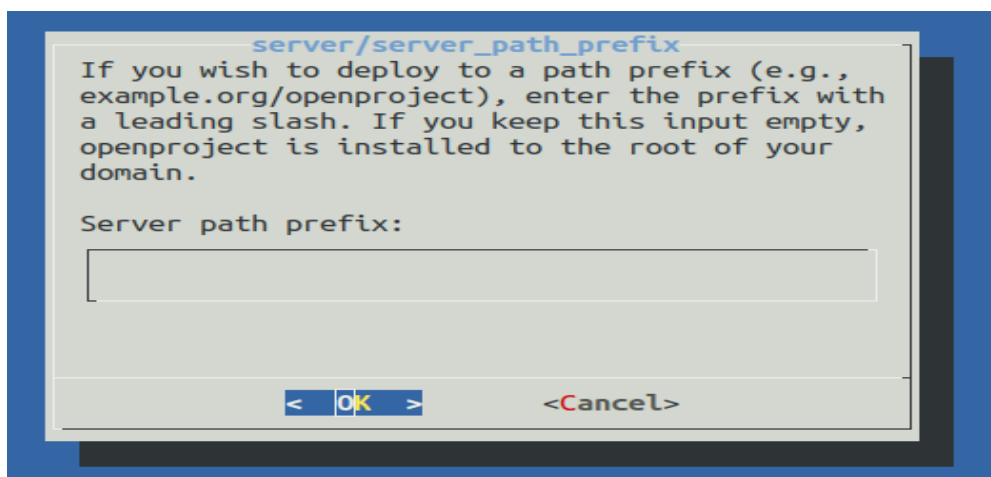 server/server_path_prefix
If you wish to deploy to a path prefix (e.g.,
example.org/openproject), enter the prefix with
a leading slash. If you keep this input empty,
openproject is installed to the root of your
domain.
Server path prefix:
< OK > <Cancel>